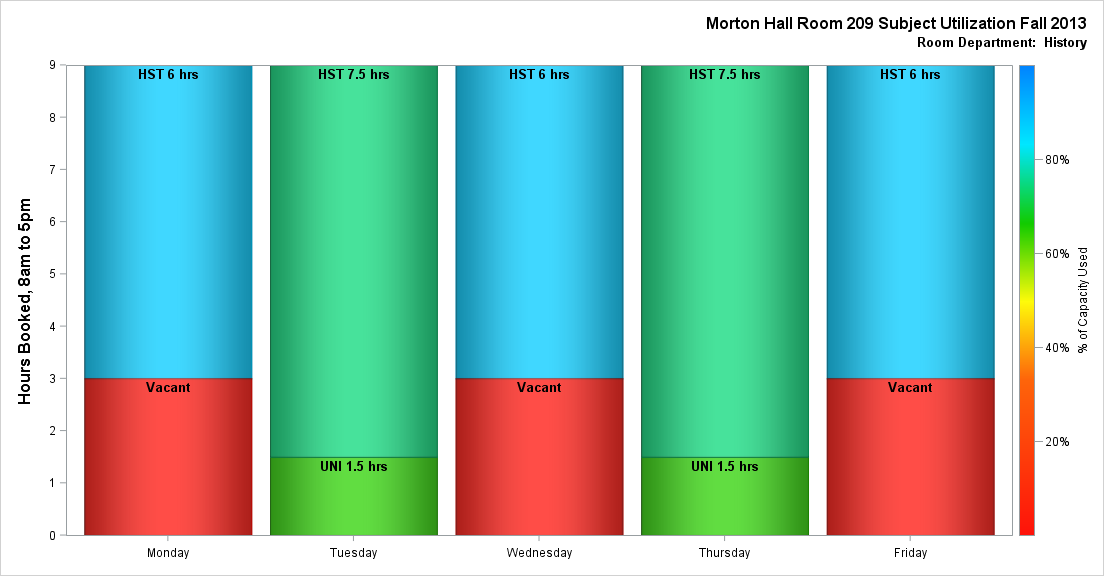 Morton Hall Room 209 Subject Utilization Fall 2013
Room Department:  History
Hours Booked, 8am to 5pm
9
8
7
6
5
4
3
2
1
0
HST 6 hrs
Vacant
HST 7.5 hrs
UNI 1.5 hrs
HST 6 hrs
Vacant
HST 7.5 hrs
UNI 1.5 hrs
HST 6 hrs
Vacant
Monday
Tuesday
Wednesday
Thursday
Friday
80%
60%
40%
20%
% of Capacity Used